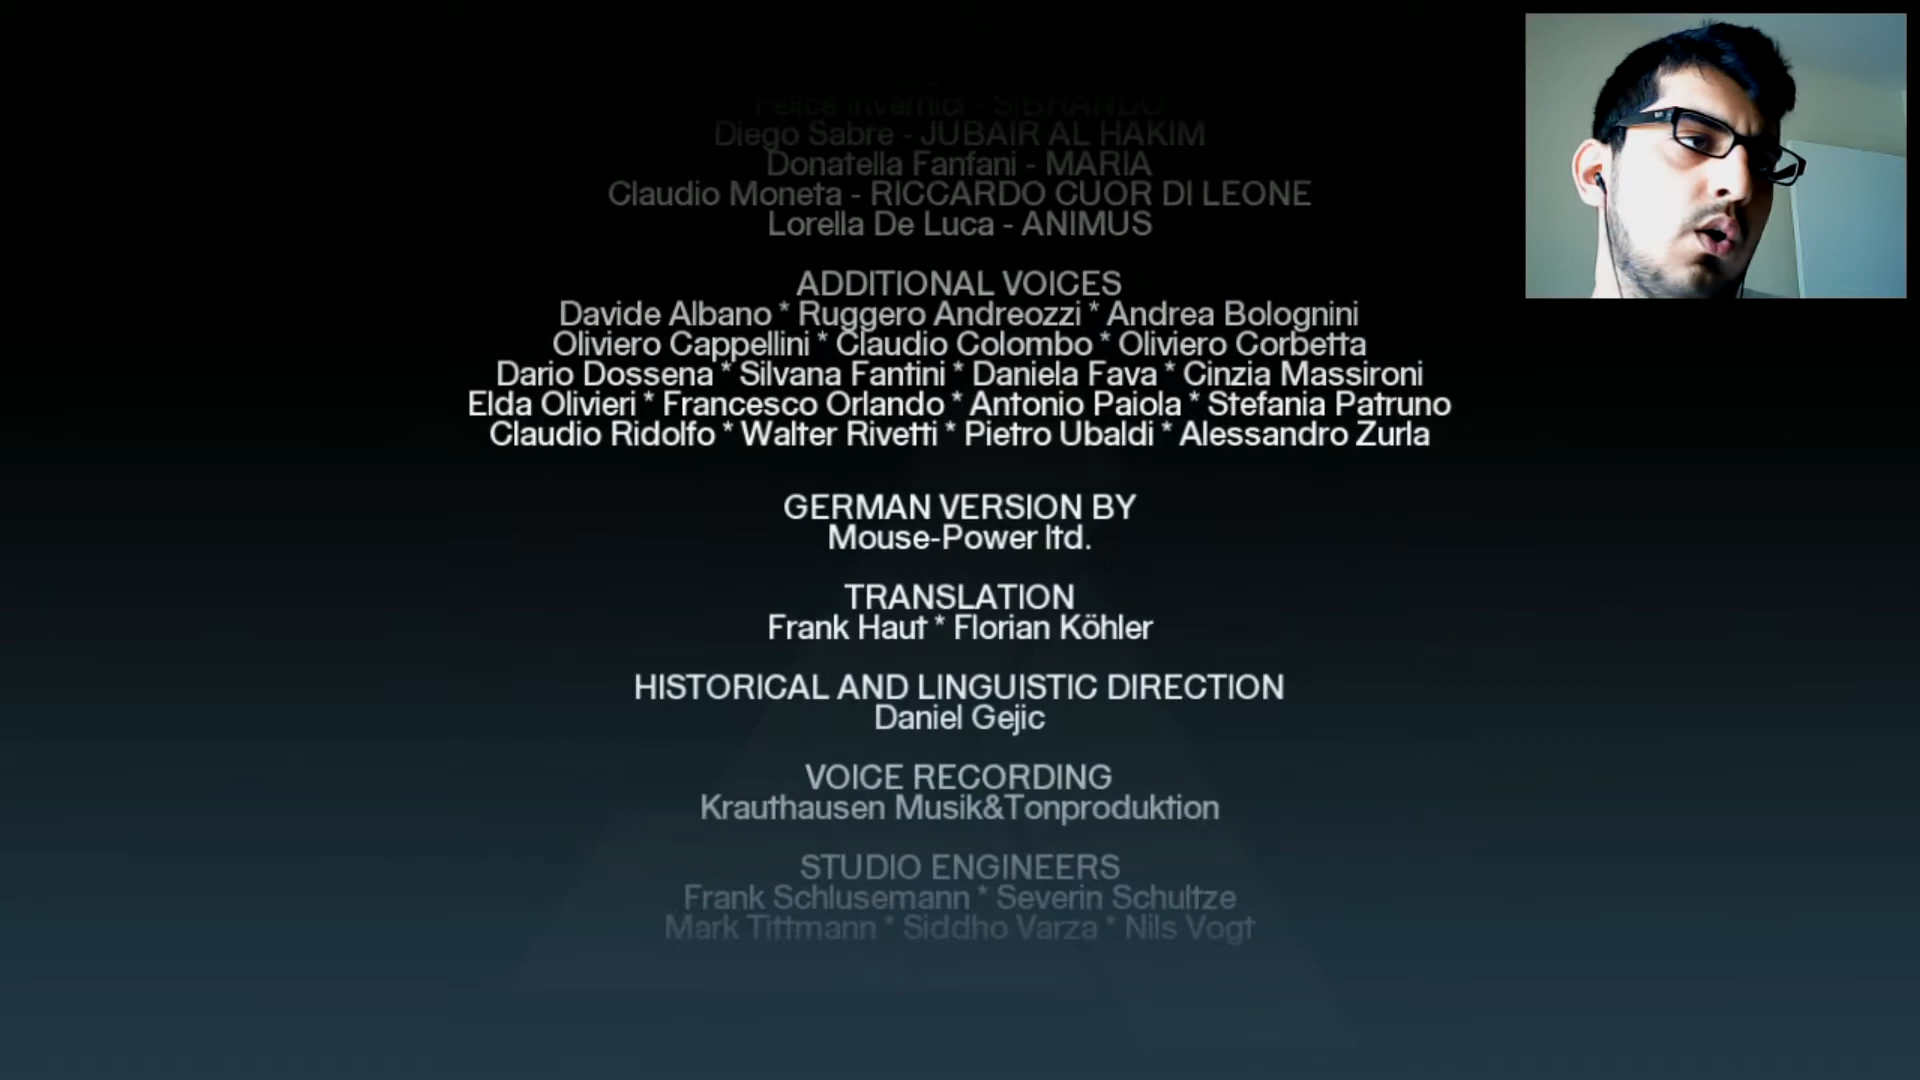 Felice Invernici - SIBRANDO
Diego Sabre - JUBAIR AL HAKIM
Donatella Fanfani - MARIA
Claudio Moneta - RICCARDO CUOR DI LEONE
Lorella De Luca - ANIMUS
ADDITIONAL VOICES
Davide Albano * Ruggero Andreozzi * Andrea Bolognini
Oliviero Cappellini * Claudio Colombo * Oliviero Corbetta
Dario Dossena * Silvana Fantini * Daniela Fava * Cinzia Massironi
Elda Olivieri * Francesco Orlando * Antonio Paiola * Stefania Patruno
Claudio Ridolfo * Walter Rivetti * Pietro Ubaldi * Alessandro Zurla
GERMAN VERSION BY
Mouse-Power ltd.
TRANSLATION
Frank Haut * Florian Köhler
HISTORICAL AND LINGUISTIC DIRECTION
Daniel Gejic
VOICE RECORDING
Krauthausen Musik&Tonproduktion
STUDIO ENGINEERS
Frank Schlusemann * Severin Schultze
Mark Tittmann * Siddho Varza * Nils Vogt